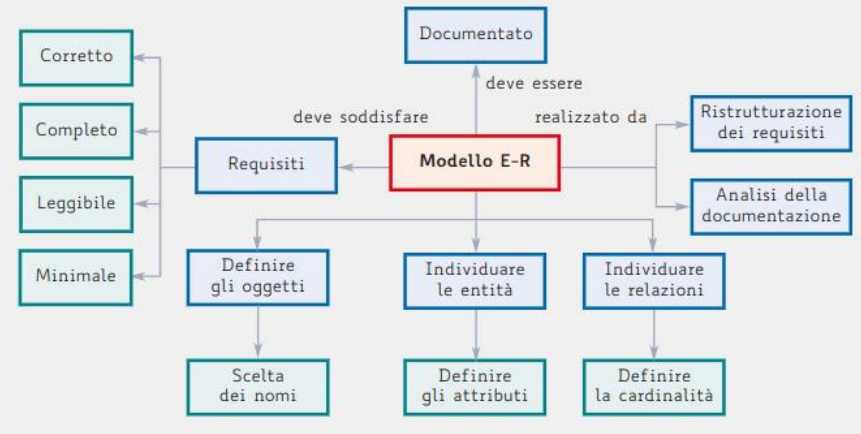 Documentato
Corretto
deve essere
deve soddisfare
realizzato da
Ristrutturazione
dei requisiti
Completo
Requisiti
Modello E-R
Leggibile
Analisi della
documentazione
Minimale
Definire
gli oggetti
Individuare
le entità
Individuare
le relazioni
Scelta
dei nomi
Definire
gli attributi
Definire
la cardinalità